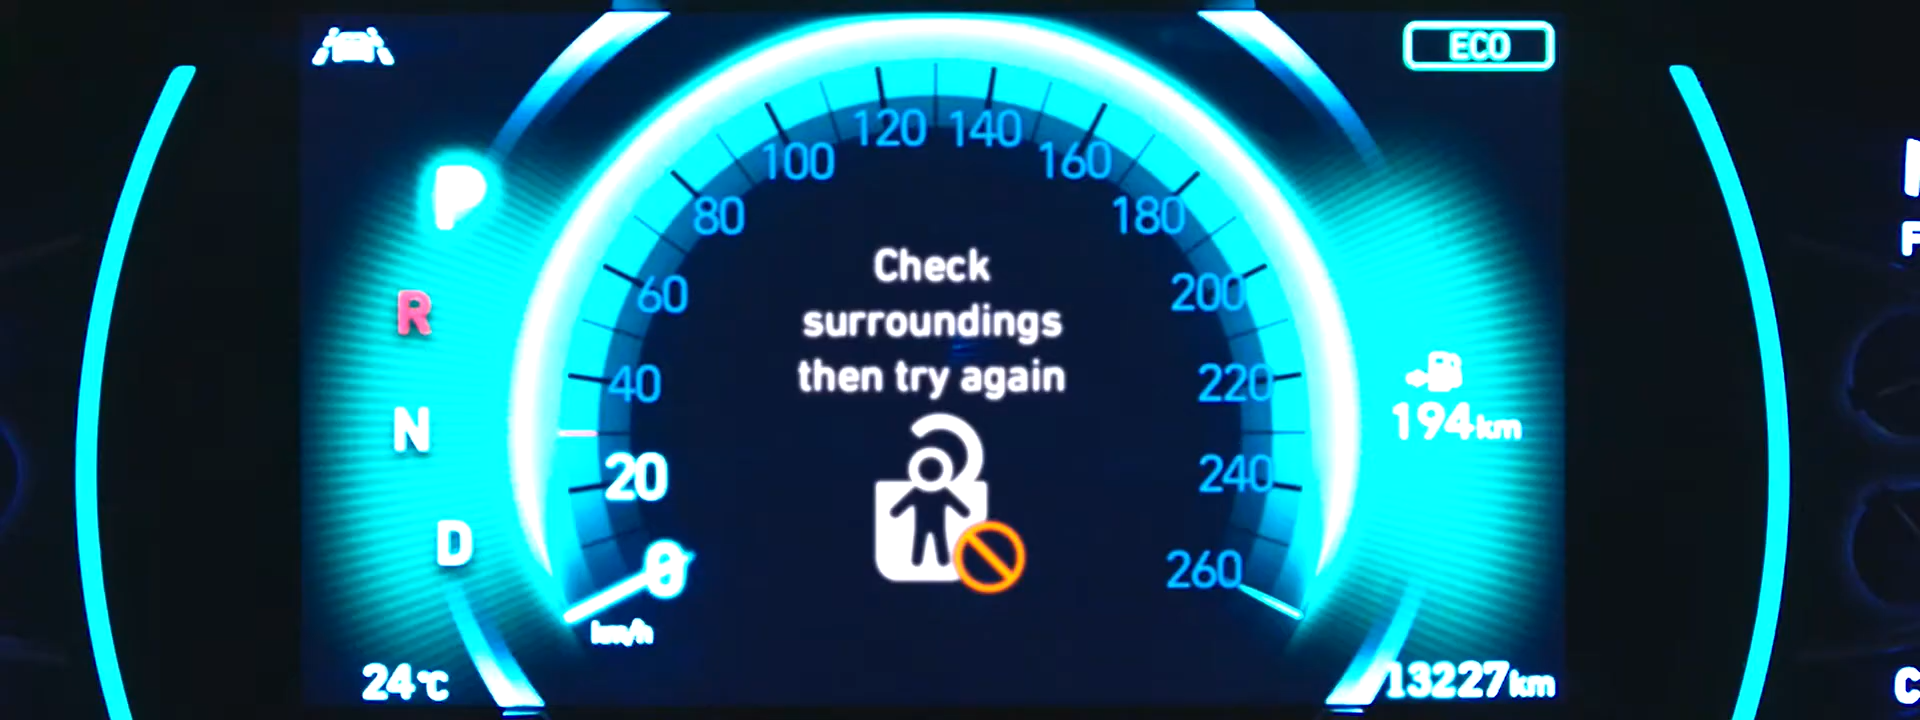 ECO
P
R
N
D
0
20
40
60
80
100
120
140
160
180
200
220
240
260
km/h
Check
surroundings
then try again
194km
24℃
13227km
F
C